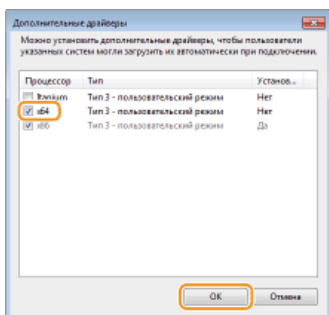 Дополнительные драйверы
Можно установить дополнительные драйверы, чтобы пользователи
указанных систем могли загрузить их автоматически при подключении.
Процессор Тип Установ...
Itanium Тип 3 - пользовательский режим Нет
x64 Тип 3 - пользовательский режим Нет
x86 Тип 3 - пользовательский режим Да
ОК Отмена